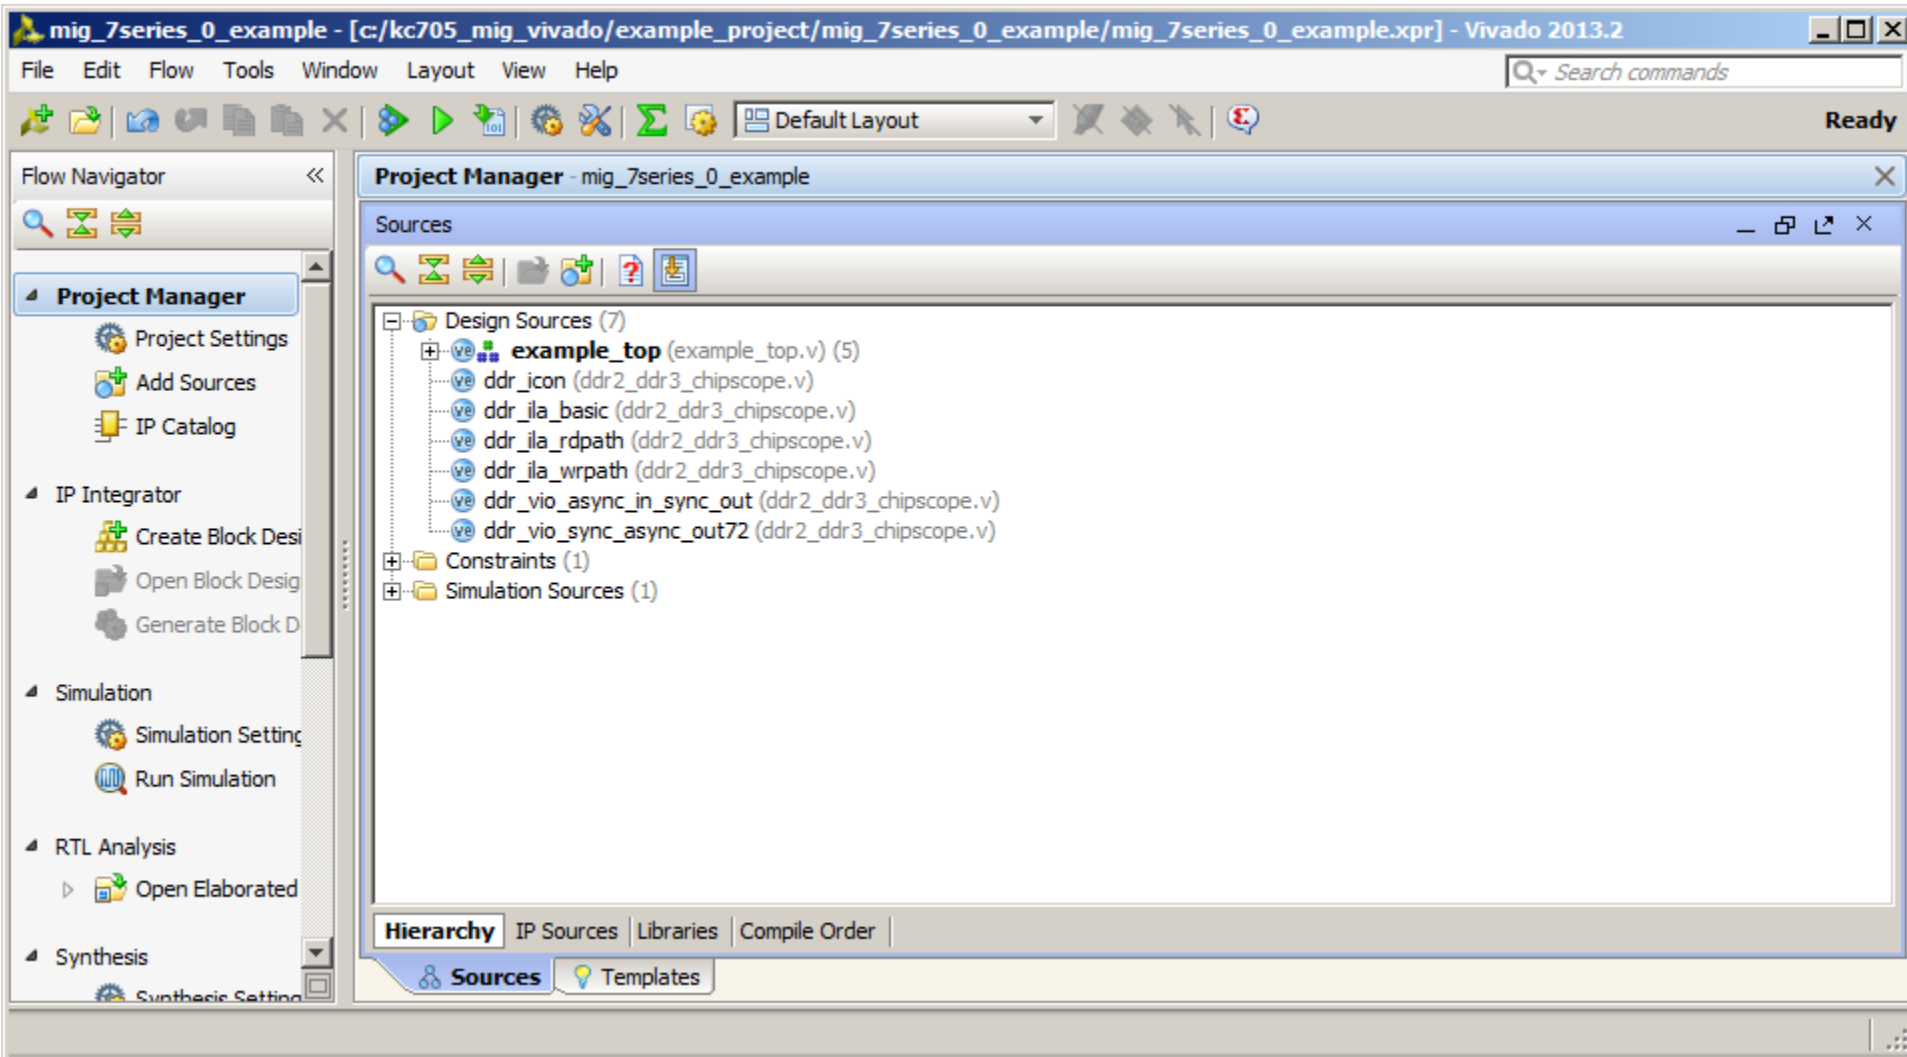 mig_7series_0_example - [c:/kc705_mig_vivado/example_project/mig_7series_0_example/mig_7series_0_example.xpr] - Vivado 2013.2
File Edit Flow Tools Window Layout View Help
Search commands
Default Layout
Ready
Flow Navigator
Project Manager
Project Settings
Add Sources
IP Catalog
IP Integrator
Create Block Desi
Open Block Desig
Generate Block D
Simulation
Simulation Setting
Run Simulation
RTL Analysis
Open Elaborated
Synthesis
Synthesis Setting
Project Manager - mig_7series_0_example
Sources
Design Sources (7)
example_top (example_top.v) (5)
ddr_icon (ddr2_ddr3_chipscope.v)
ddr_ila_basic (ddr2_ddr3_chipscope.v)
ddr_ila_rdpath (ddr2_ddr3_chipscope.v)
ddr_ila_wrpath (ddr2_ddr3_chipscope.v)
ddr_vio_async_in_sync_out (ddr2_ddr3_chipscope.v)
ddr_vio_sync_async_out72 (ddr2_ddr3_chipscope.v)
Constraints (1)
Simulation Sources (1)
Hierarchy IP Sources Libraries Compile Order
Sources Templates